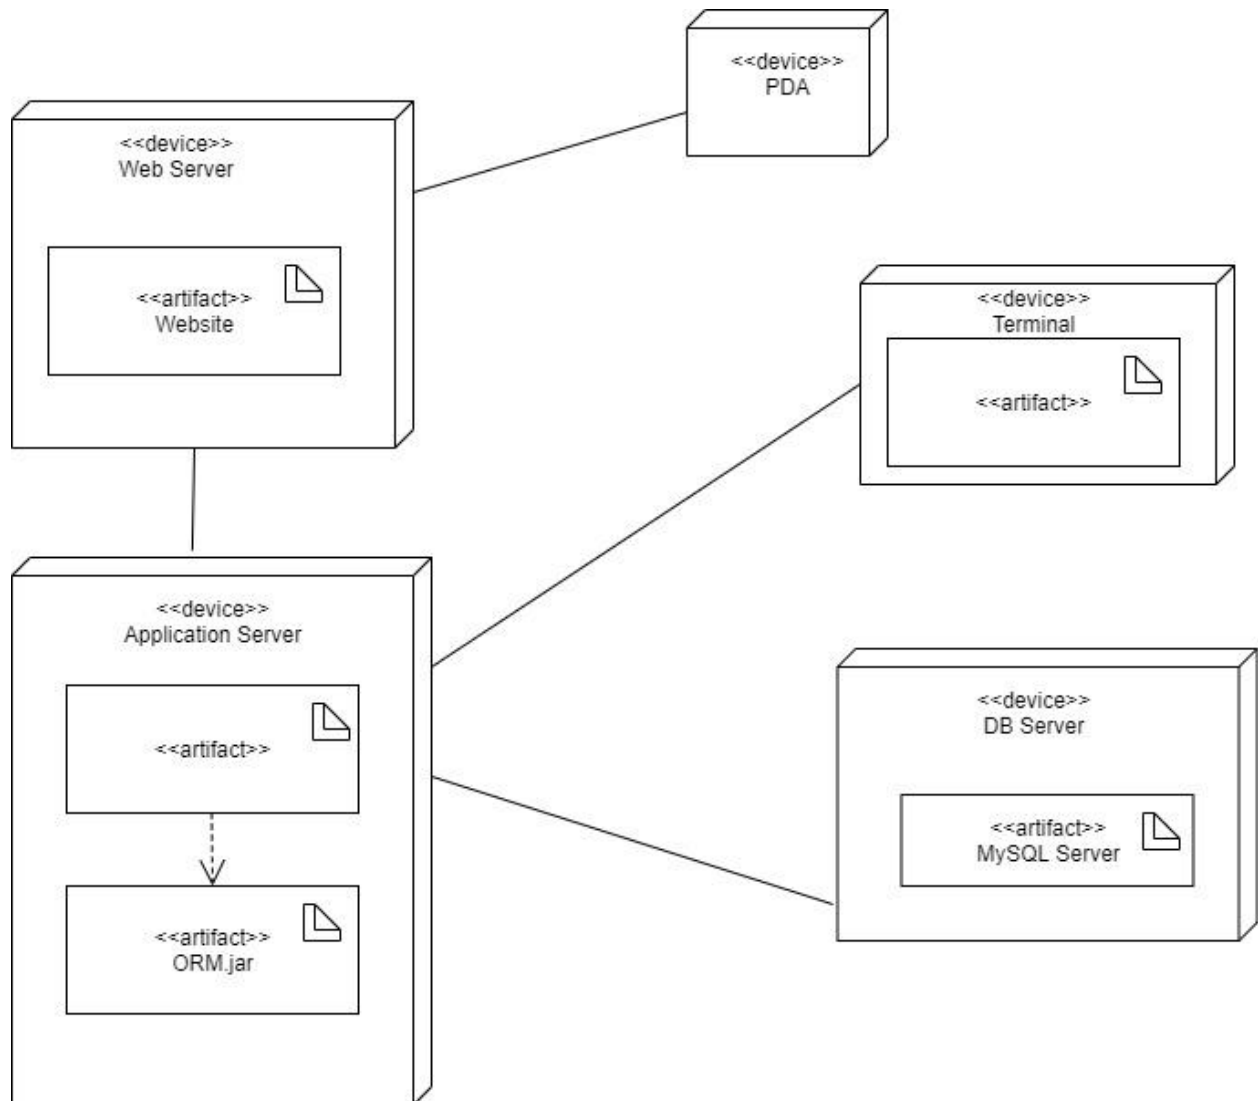 <<device>>
PDA
<<device>>
Web Server
<<artifact>>
Website
<<device>>
Terminal
<<artifact>>
<<device>>
Application Server
<<artifact>>
<<artifact>>
ORM.jar
<<device>>
DB Server
<<artifact>>
MySQL Server